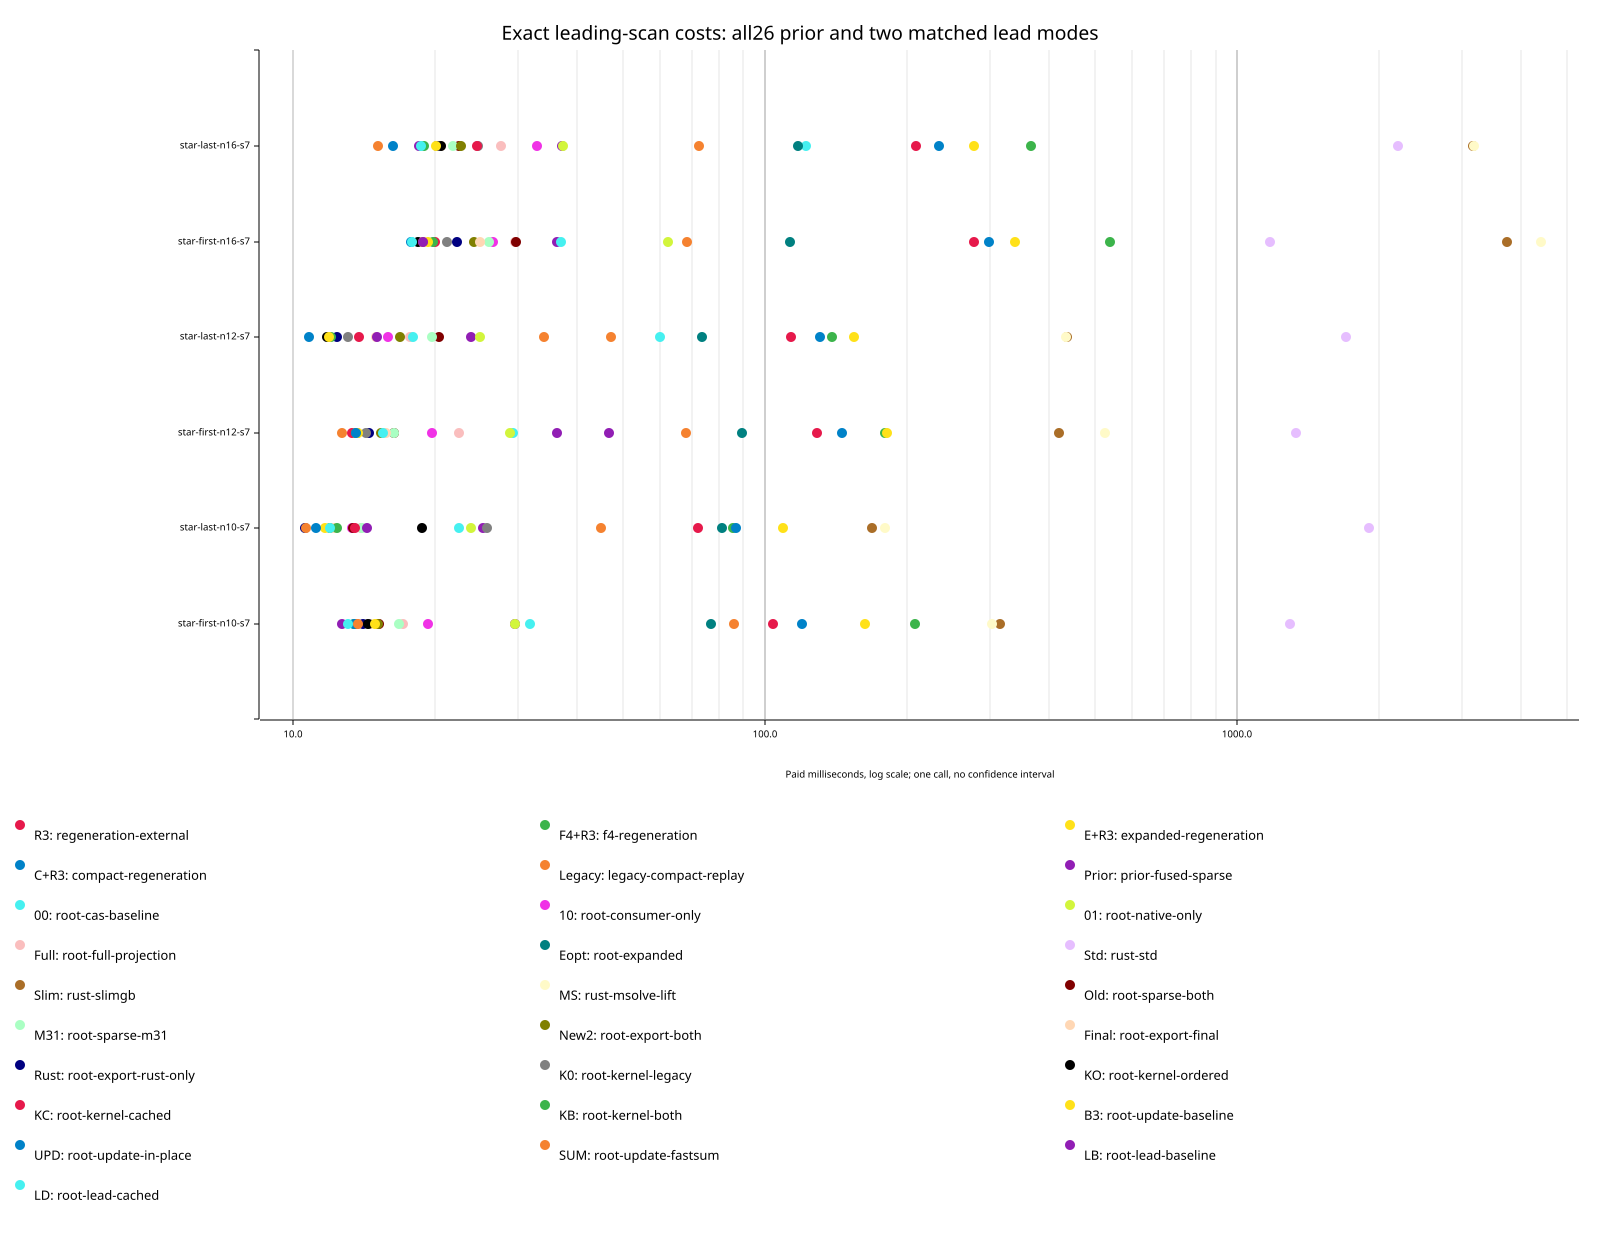 Exact leading-scan costs: all26 prior and two matched lead modes
star-last-n16-s7
star-first-n16-s7
star-last-n12-s7
star-first-n12-s7
star-last-n10-s7
star-first-n10-s7
10.0 100.0 1000.0
Paid milliseconds, log scale; one call, no confidence interval
R3: regeneration-external F4+R3: f4-regeneration E+R3: expanded-regeneration
C+R3: compact-regeneration Legacy: legacy-compact-replay Prior: prior-fused-sparse
00: root-cas-baseline 10: root-consumer-only 01: root-native-only
Full: root-full-projection Eopt: root-expanded Std: rust-std
Slim: rust-slimgb MS: rust-msolve-lift Old: root-sparse-both
M31: root-sparse-m31 New2: root-export-both Final: root-export-final
Rust: root-export-rust-only K0: root-kernel-legacy KO: root-kernel-ordered
KC: root-kernel-cached KB: root-kernel-both B3: root-update-baseline
UPD: root-update-in-place SUM: root-update-fastsum LB: root-lead-baseline
LD: root-lead-cached